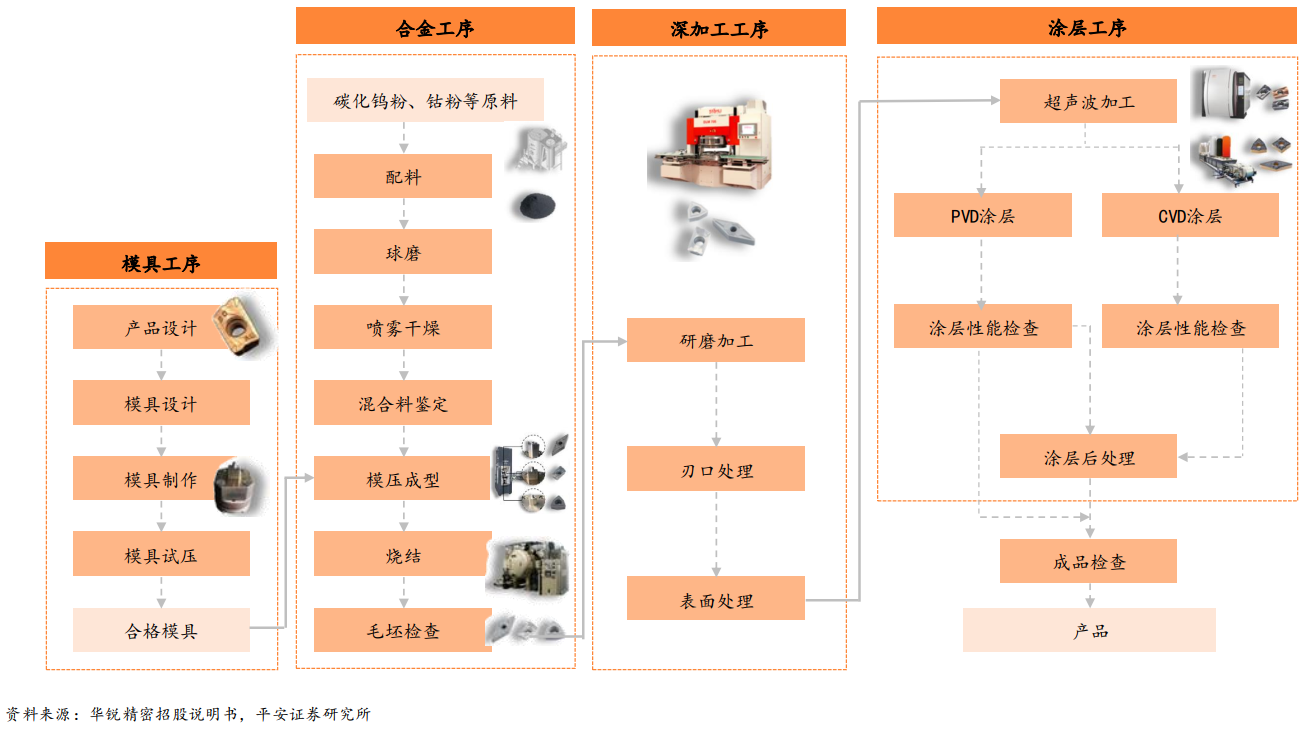 模具工序
产品设计
模具设计
模具制作
模具试压
合格模具
合金工序
碳化钨粉、钴粉等原料
配料
球磨
喷雾干燥
混合料鉴定
模压成型
烧结
毛坯检查
深加工工序
研磨加工
刃口处理
表面处理
涂层工序
超声波加工
PVD涂层
CVD涂层
涂层性能检查
涂层性能检查
涂层后处理
成品检查
产品
资料来源：华锐精密招股说明书，平安证券研究所